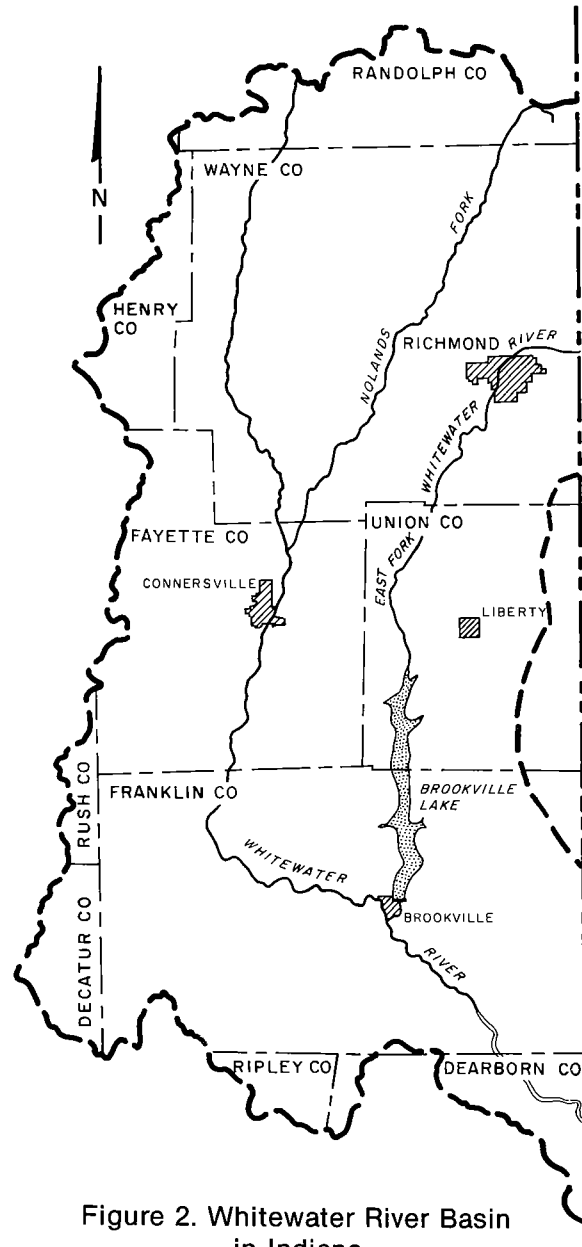 RANDOLPH CO
WAYNE CO
N
HENRY
CO
NOLANDS FORK
RICHMOND
WHITEWATER RIVER
EAST FORK
FAYETTE CO
UNION CO
CONNERSVILLE
LIBERTY
RUSH CO
FRANKLIN CO
BROOKVILLE
LAKE
WHITEWATER RIVER
BROOKVILLE
DECATUR CO
RIPLEY CO
DEARBORN CO
Figure 2. Whitewater River Basin
in Indiana